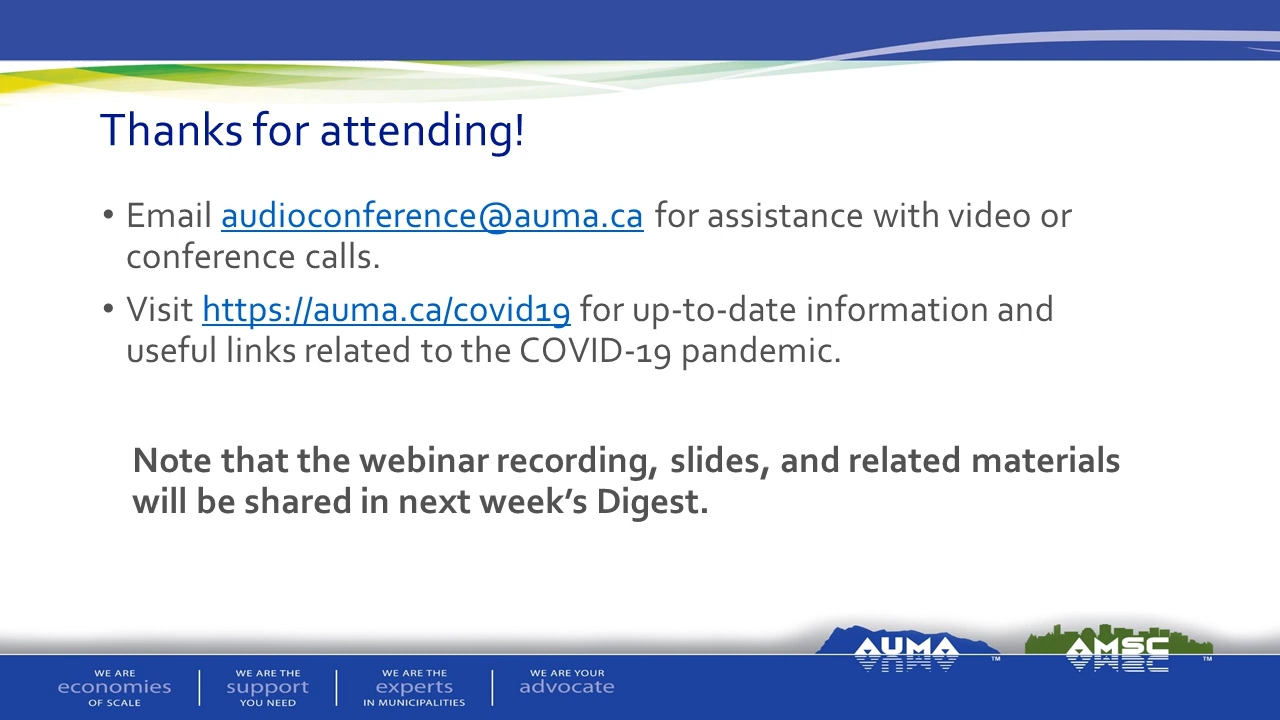 Thanks for attending!
• Email audioconference@auma.ca for assistance with video or
conference calls.
• Visit https://auma.ca/covid19 for up-to-date information and
useful links related to the COVID-19 pandemic.
Note that the webinar recording, slides, and related materials
will be shared in next week’s Digest.
AUMA ™
AMSC ™
WE ARE
economies
OF SCALE
WE ARE THE
support
YOU NEED
WE ARE THE
experts
IN MUNICIPALITIES
WE ARE YOUR
advocate